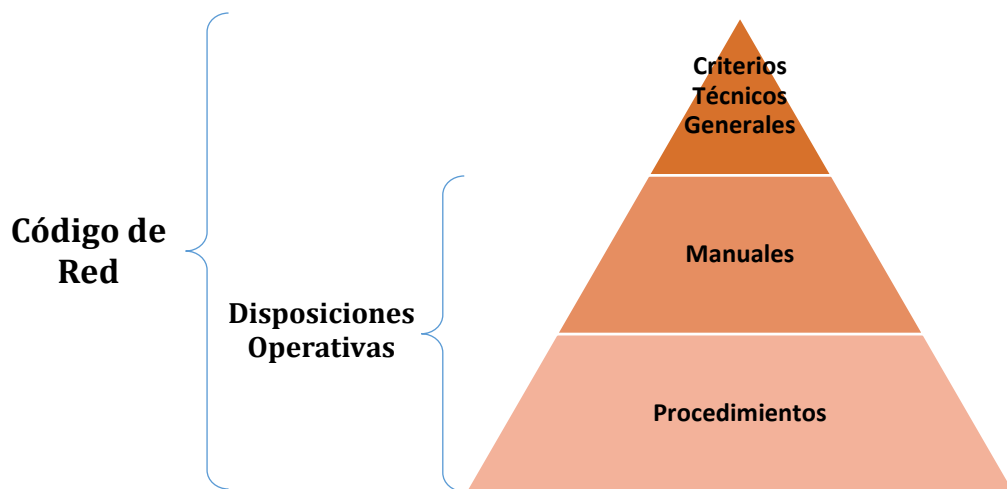 Código de
Red
Disposiciones
Operativas
Criterios
Técnicos
Generales
Manuales
Procedimientos